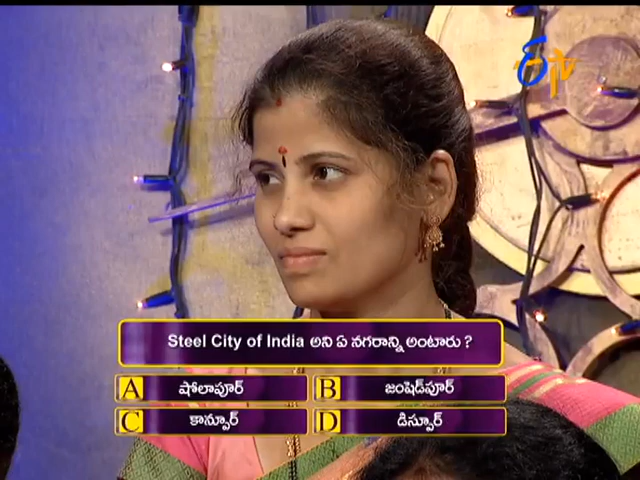 ETV
Steel City of India అని ఏ నగరాన్ని అంటారు ?
A షోలాపూర్
B జంషెడ్‌పూర్
C కాన్పూర్
D డిస్పూర్